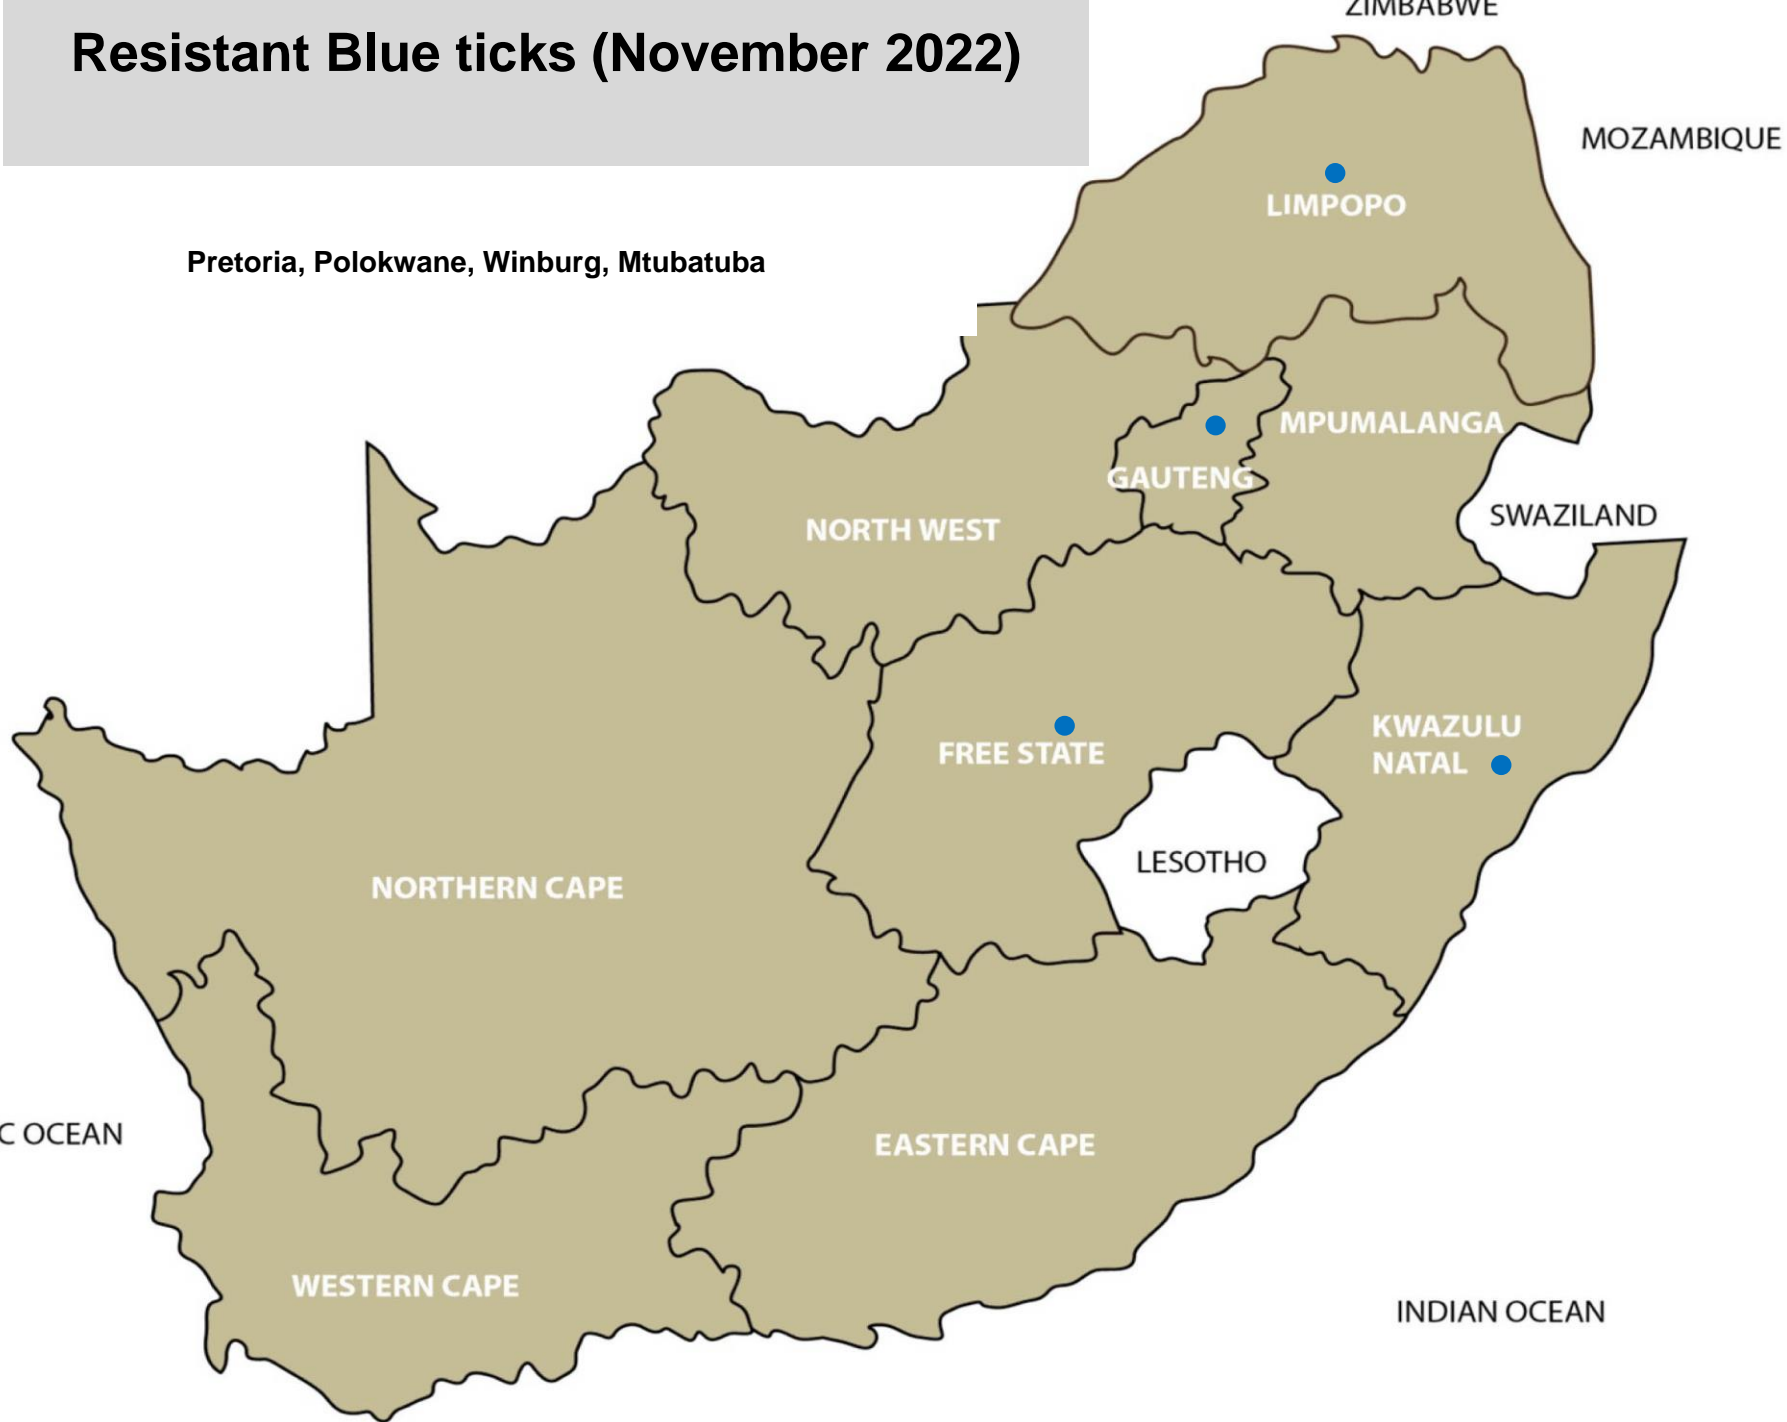 ZIMBABWE
Resistant Blue ticks (November 2022)
MOZAMBIQUE
LIMPOPO
Pretoria, Polokwane, Winburg, Mtubatuba
MPUMALANGA
GAUTENG
SWAZILAND
NORTH WEST
KWAZULU
NATAL
FREE STATE
LESOTHO
NORTHERN CAPE
C OCEAN
EASTERN CAPE
WESTERN CAPE
INDIAN OCEAN